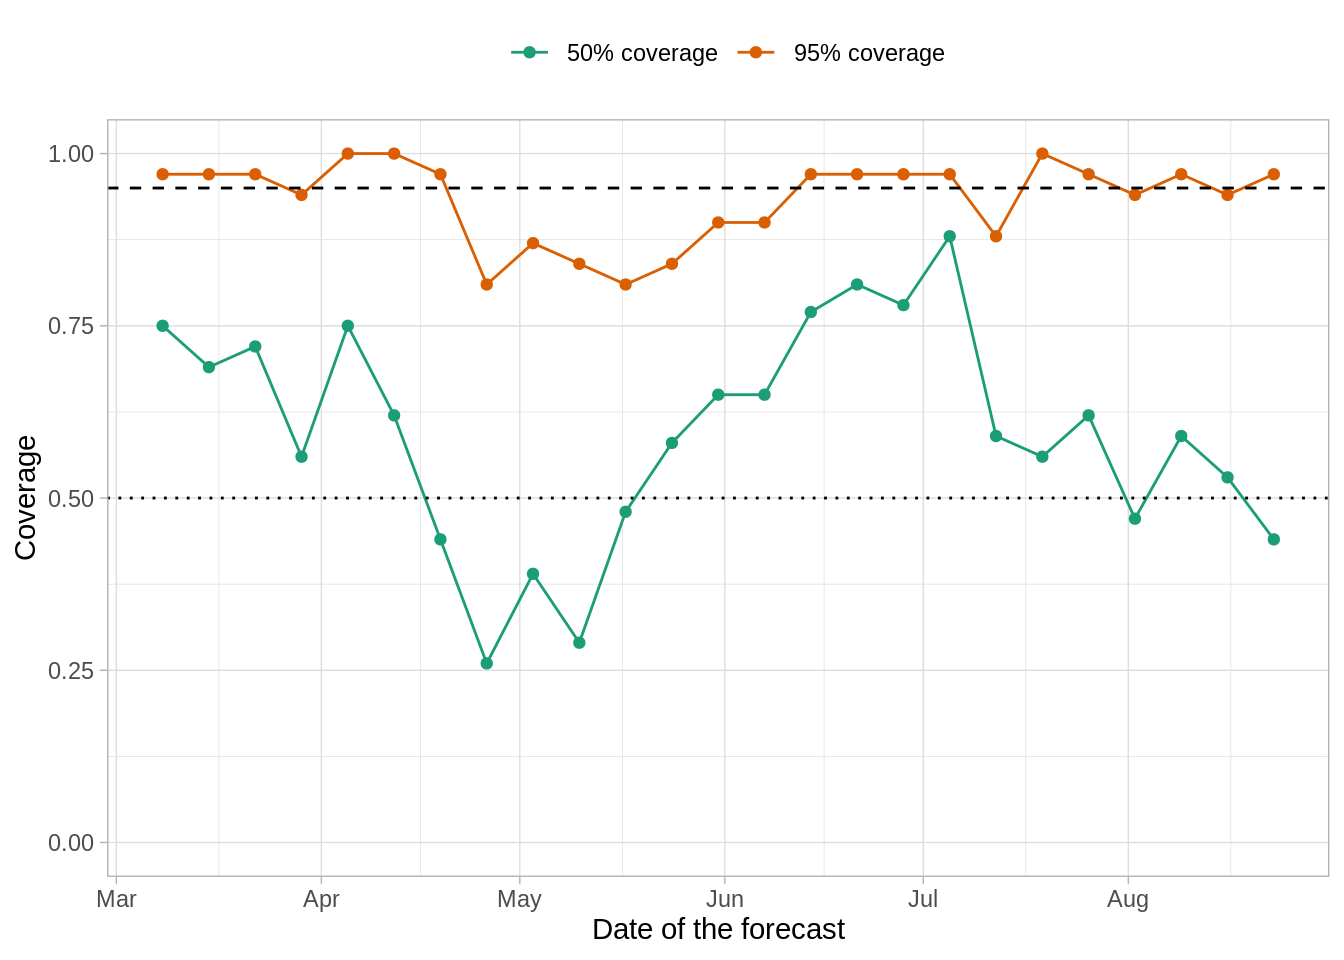 50% coverage 95% coverage
1.00
0.75
0.50
0.25
0.00
Coverage
Mar Apr May Jun Jul Aug
Date of the forecast